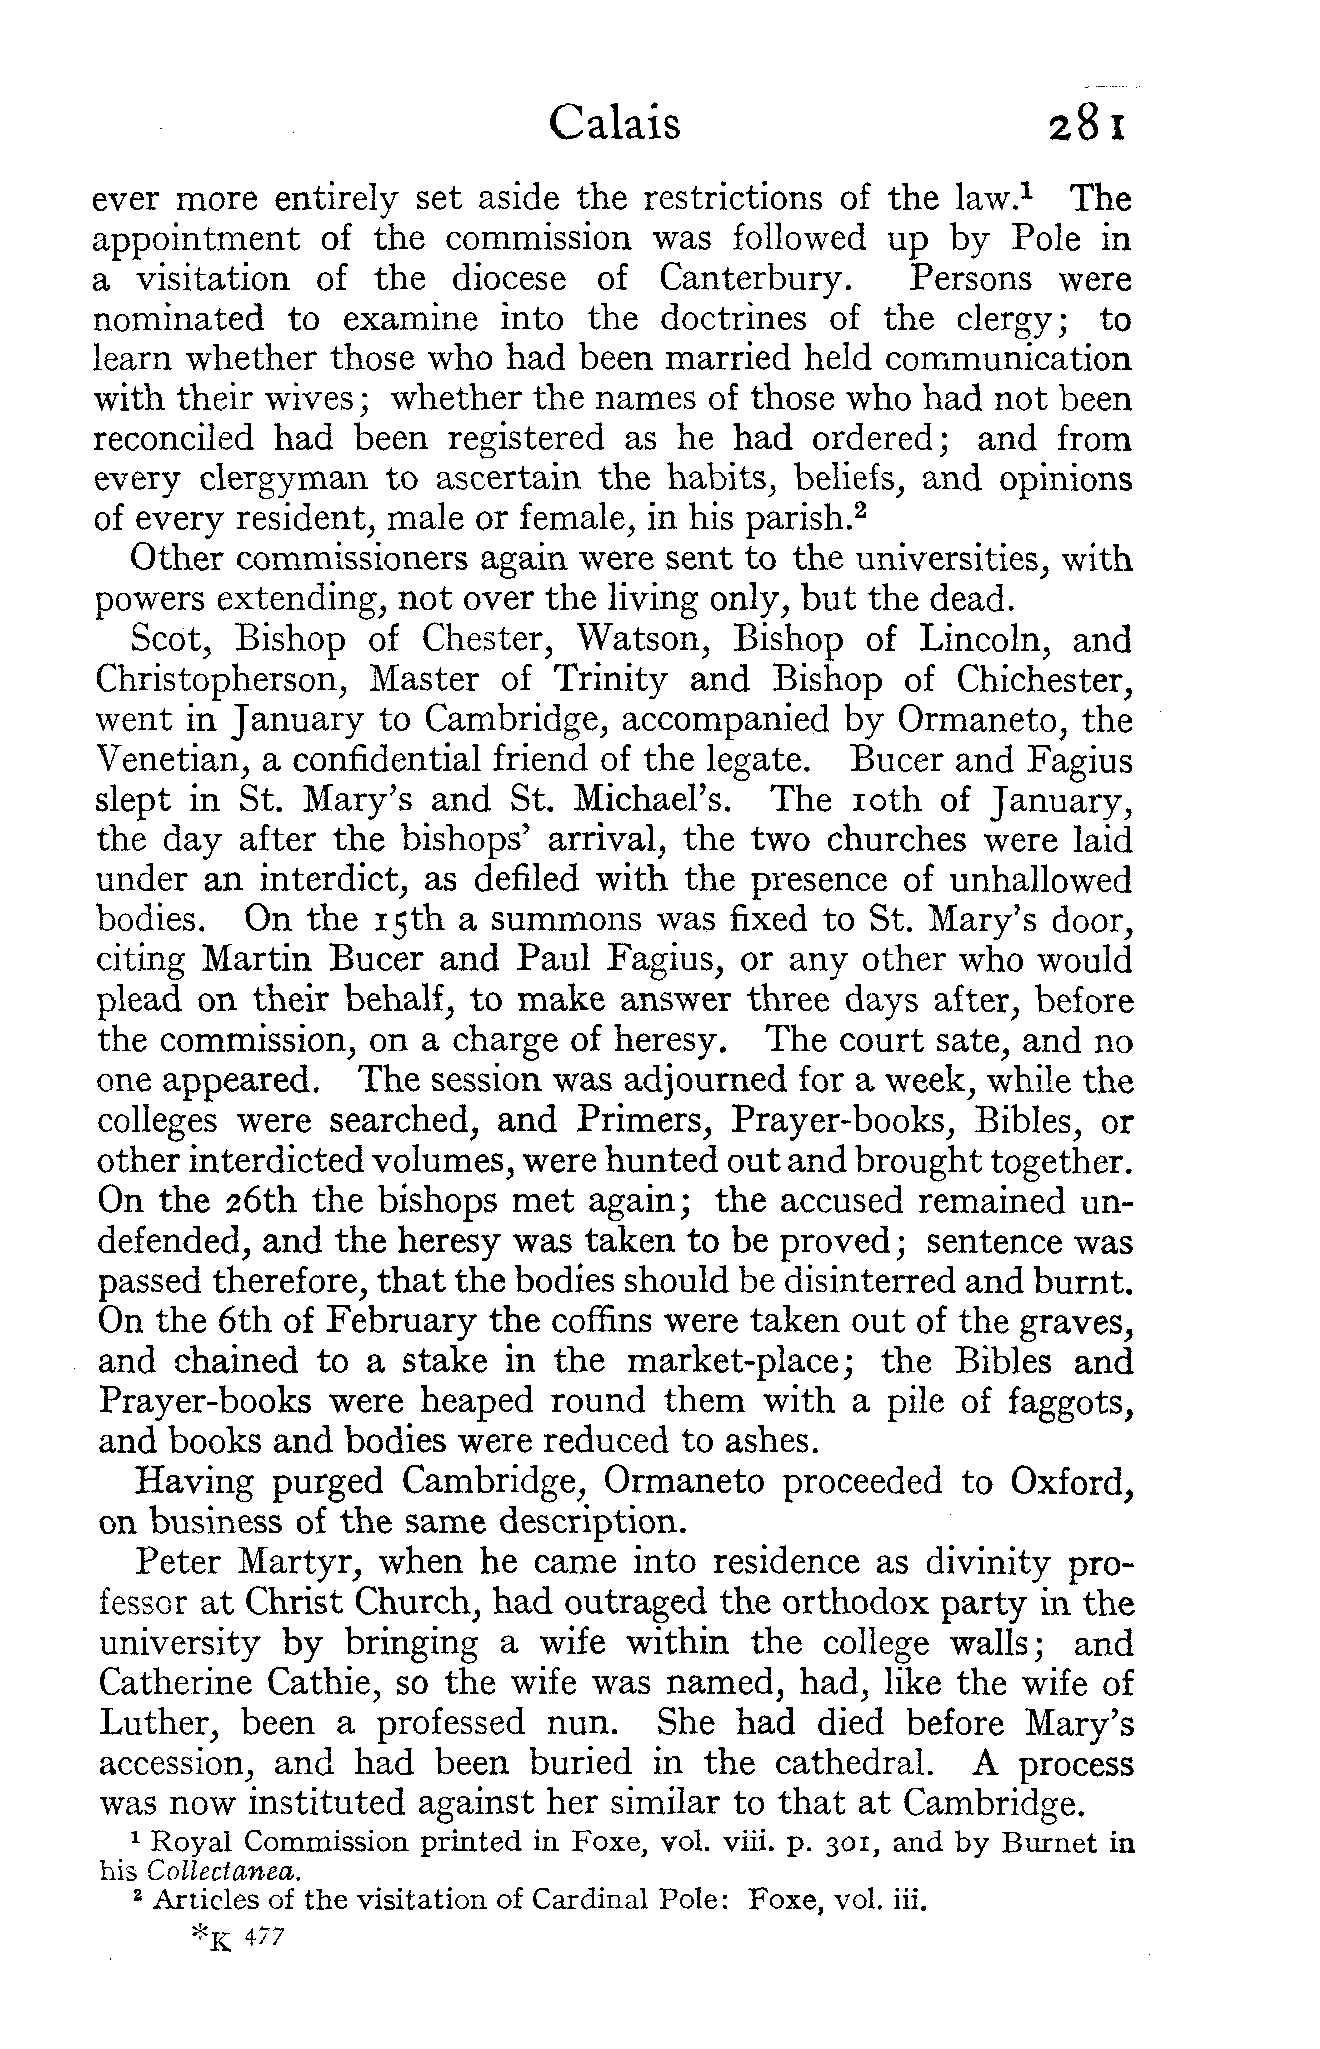 Calais 281
ever more entirely set aside the restrictions of the law.¹ The
appointment of the commission was followed up by Pole in
a visitation of the diocese of Canterbury. Persons were
nominated to examine into the doctrines of the clergy; to
learn whether those who had been married held communication
with their wives; whether the names of those who had not been
reconciled had been registered as he had ordered; and from
every clergyman to ascertain the habits, beliefs, and opinions
of every resident, male or female, in his parish.²
Other commissioners again were sent to the universities, with
powers extending, not over the living only, but the dead.
Scot, Bishop of Chester, Watson, Bishop of Lincoln, and
Christopherson, Master of Trinity and Bishop of Chichester,
went in January to Cambridge, accompanied by Ormaneto, the
Venetian, a confidential friend of the legate. Bucer and Fagius
slept in St. Mary's and St. Michael's. The 10th of January,
the day after the bishops' arrival, the two churches were laid
under an interdict, as defiled with the presence of unhallowed
bodies. On the 15th a summons was fixed to St. Mary's door,
citing Martin Bucer and Paul Fagius, or any other who would
plead on their behalf, to make answer three days after, before
the commission, on a charge of heresy. The court sate, and no
one appeared. The session was adjourned for a week, while the
colleges were searched, and Primers, Prayer-books, Bibles, or
other interdicted volumes, were hunted out and brought together.
On the 26th the bishops met again; the accused remained un-
defended, and the heresy was taken to be proved; sentence was
passed therefore, that the bodies should be disinterred and burnt.
On the 6th of February the coffins were taken out of the graves,
and chained to a stake in the market-place; the Bibles and
Prayer-books were heaped round them with a pile of faggots,
and books and bodies were reduced to ashes.
Having purged Cambridge, Ormaneto proceeded to Oxford,
on business of the same description.
Peter Martyr, when he came into residence as divinity pro-
fessor at Christ Church, had outraged the orthodox party in the
university by bringing a wife within the college walls; and
Catherine Cathie, so the wife was named, had, like the wife of
Luther, been a professed nun. She had died before Mary's
accession, and had been buried in the cathedral. A process
was now instituted against her similar to that at Cambridge.
¹ Royal Commission printed in Foxe, vol. viii. p. 301, and by Burnet in
his Collectanea.
² Articles of the visitation of Cardinal Pole: Foxe, vol. iii.
*K 477